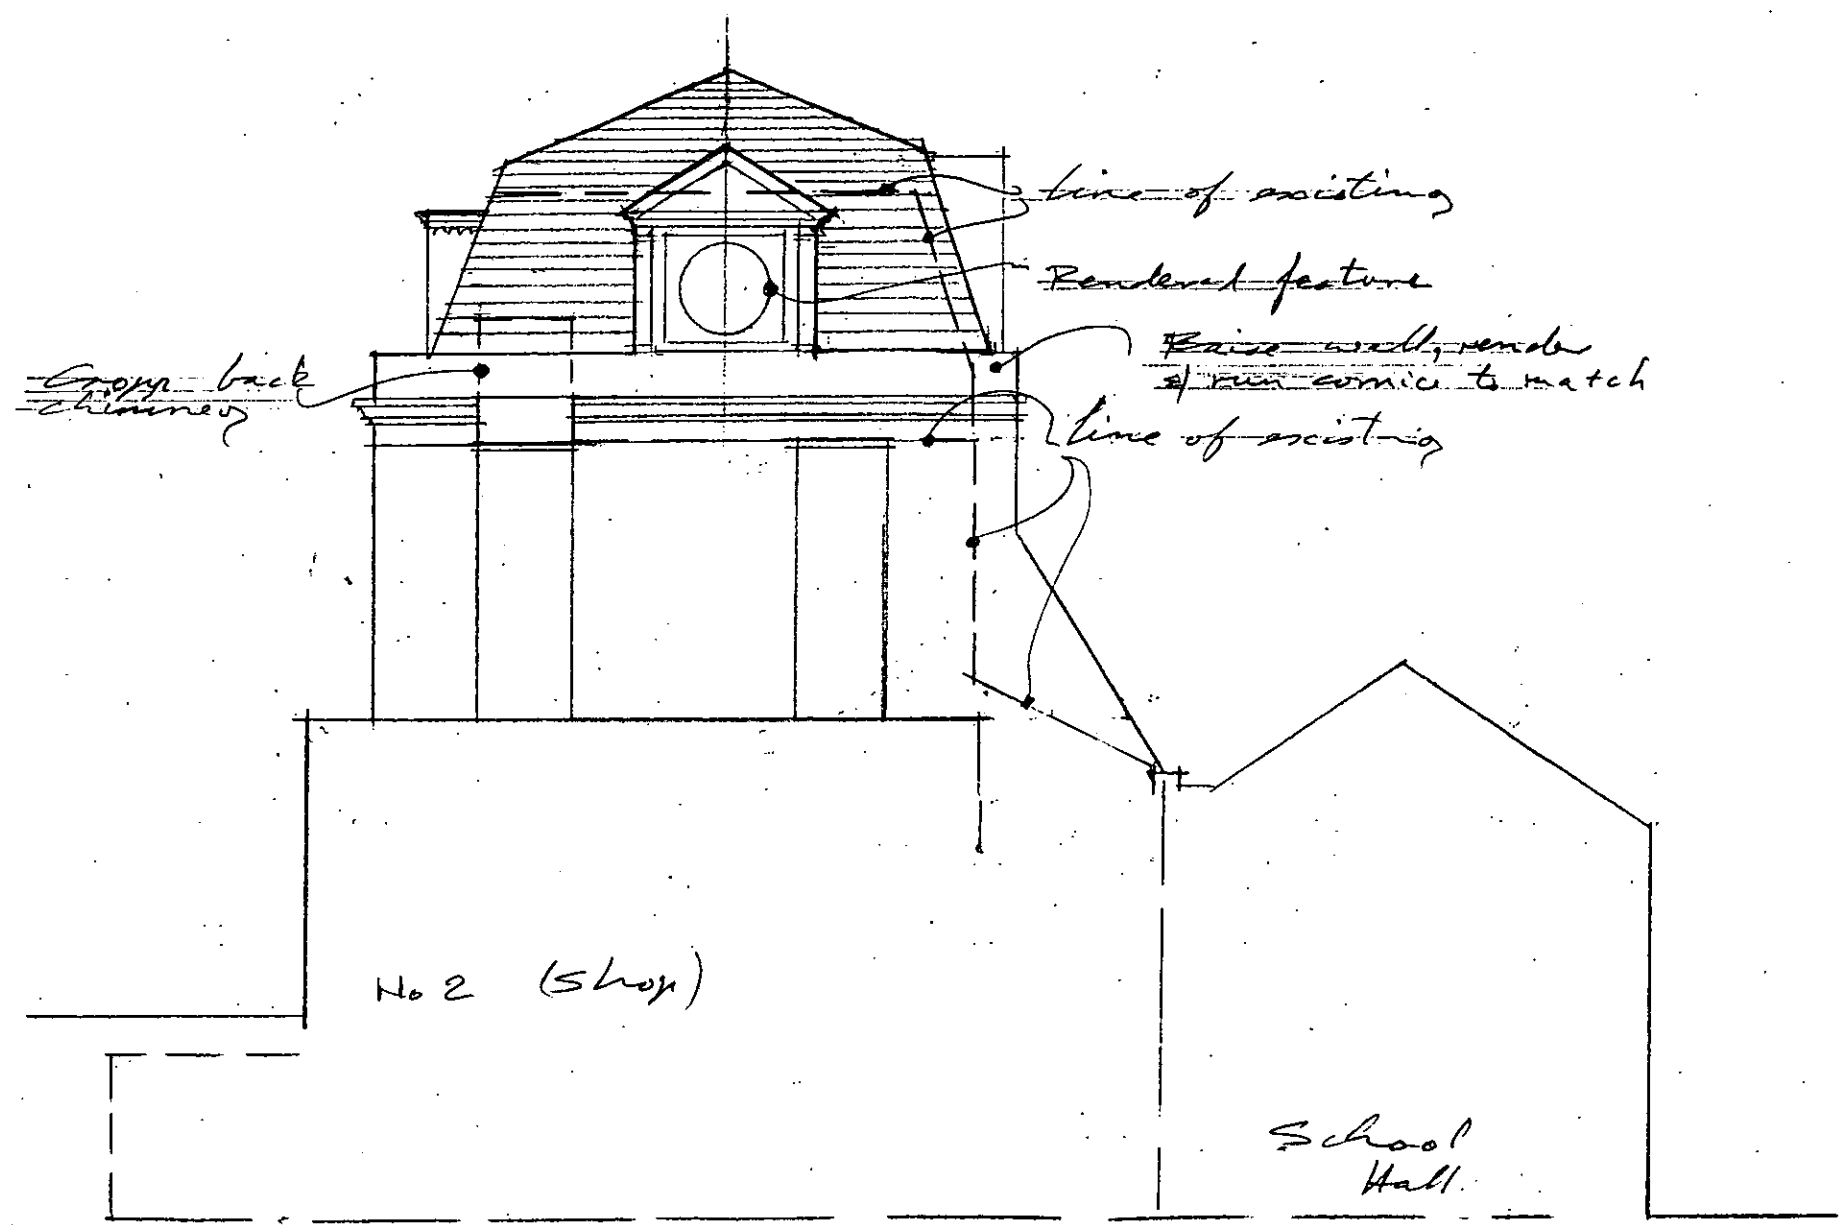 line of existing
Rendered feature
Raise wall, render
& run cornice to match
Cropp back
chimney
line of existing
No 2 (Shop)
School
Hall.